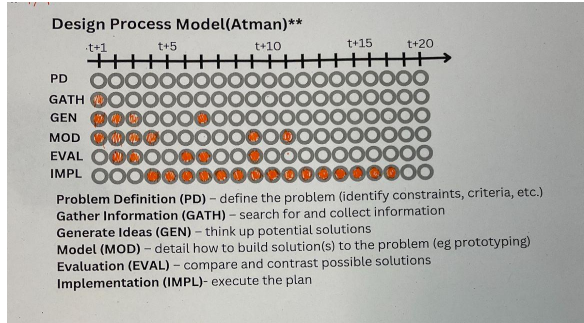 Design Process Model(Atman)**
t+1 t+5 t+10 t+15 t+20
PD
GATH
GEN
MOD
EVAL
IMPL
Problem Definition (PD) – define the problem (identify constraints, criteria, etc.)
Gather Information (GATH) – search for and collect information
Generate Ideas (GEN) – think up potential solutions
Model (MOD) – detail how to build solution(s) to the problem (eg prototyping)
Evaluation (EVAL) – compare and contrast possible solutions
Implementation (IMPL)- execute the plan